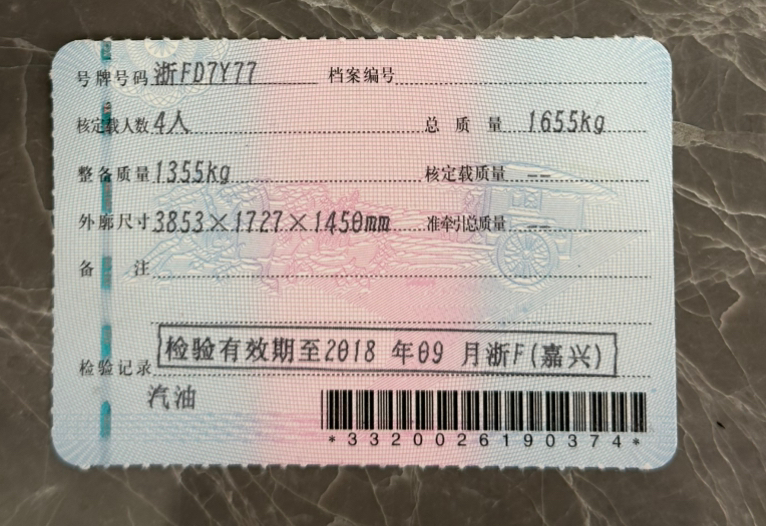 号牌号码 浙FD7Y77 档案编号
核定载人数 4人 总质量 1655kg
整备质量 1355kg 核定载质量 --
外廓尺寸 3853×1727×1450mm 准牵引总质量 --
备注
检验记录 检验有效期至2018 年09 月浙F(嘉兴)
汽油
*3320026190374*